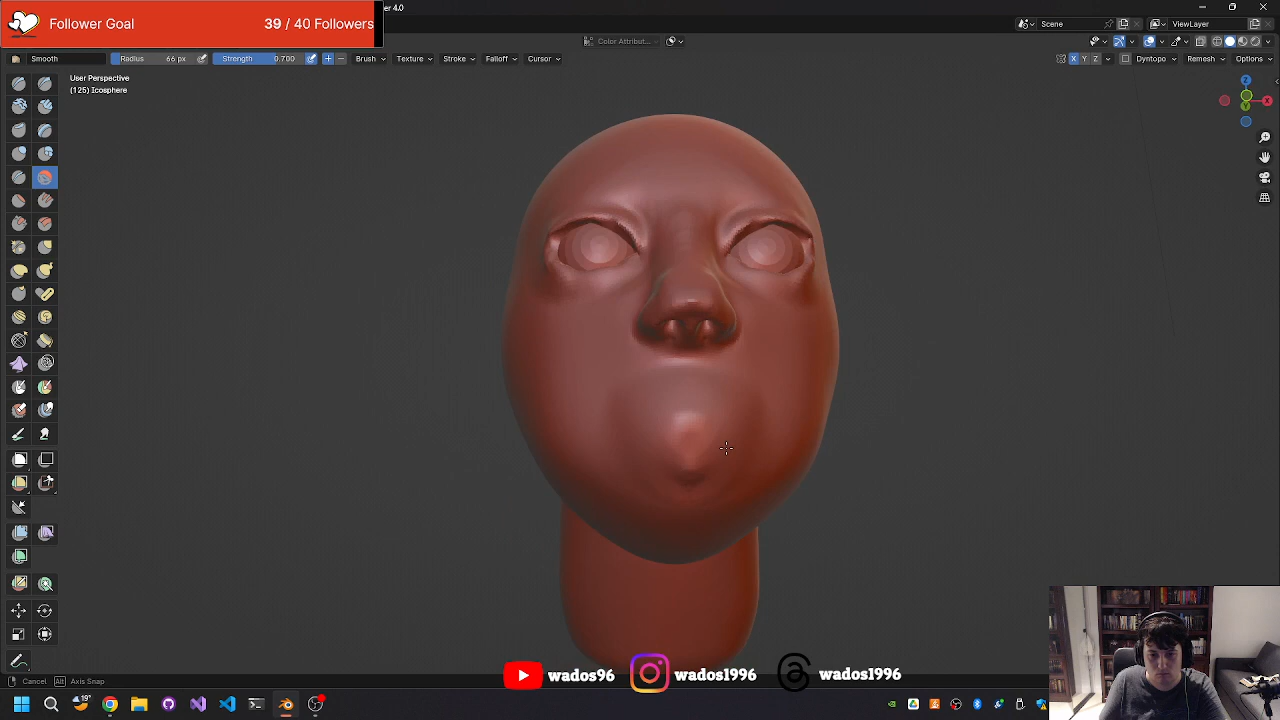 Follower Goal 39 / 40 Followers
er 4.0
Scene ViewLayer
Color Attribut...
Smooth Radius 66 px Strength 0.700 Brush Texture Stroke Falloff Cursor X Y Z Dyntopo Remesh Options
User Perspective
(125) Icosphere
Z
X
Y
wados96 wados1996 wados1996
Cancel Alt Axis Snap
19°